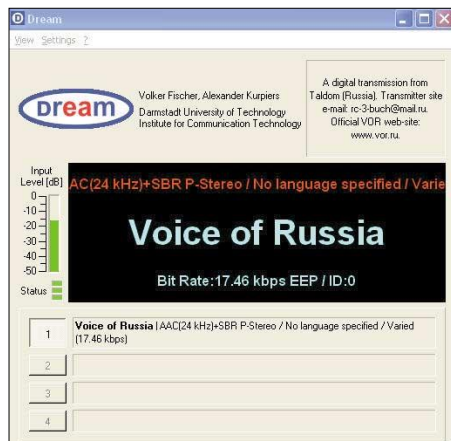 Dream
View Settings ?
Dream
Volker Fischer, Alexander Kurpiers
Darmstadt University of Technology
Institute for Communication Technology
A digital transmission from
Taldom (Russia). Transmitter site
e-mail: rc-3-buch@mail.ru.
Official VOR web-site:
www.vor.ru.
Input
Level [dB]
0
-10
-20
-30
-40
-50
Status
AC(24 kHz)+SBR P-Stereo / No language specified / Varie
Voice of Russia
Bit Rate:17.46 kbps EEP / ID:0
1
Voice of Russia | AAC(24 kHz)+SBR P-Stereo / No language specified / Varied
(17.46 kbps)
2
3
4